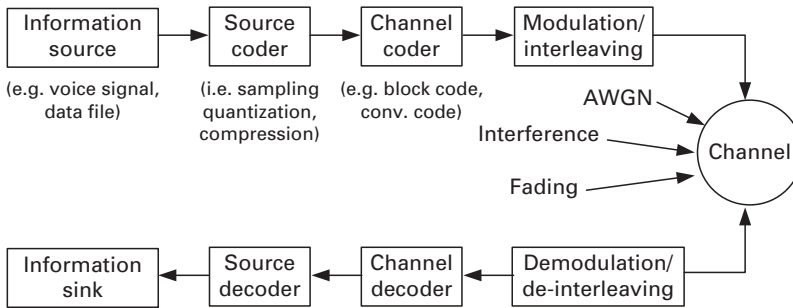 Information
source
Source
coder
Channel
coder
Modulation/
interleaving
(e.g. voice signal,
data file)
(i.e. sampling
quantization,
compression)
(e.g. block code,
conv. code)
AWGN
Interference
Fading
Channel
Information
sink
Source
decoder
Channel
decoder
Demodulation/
de-interleaving